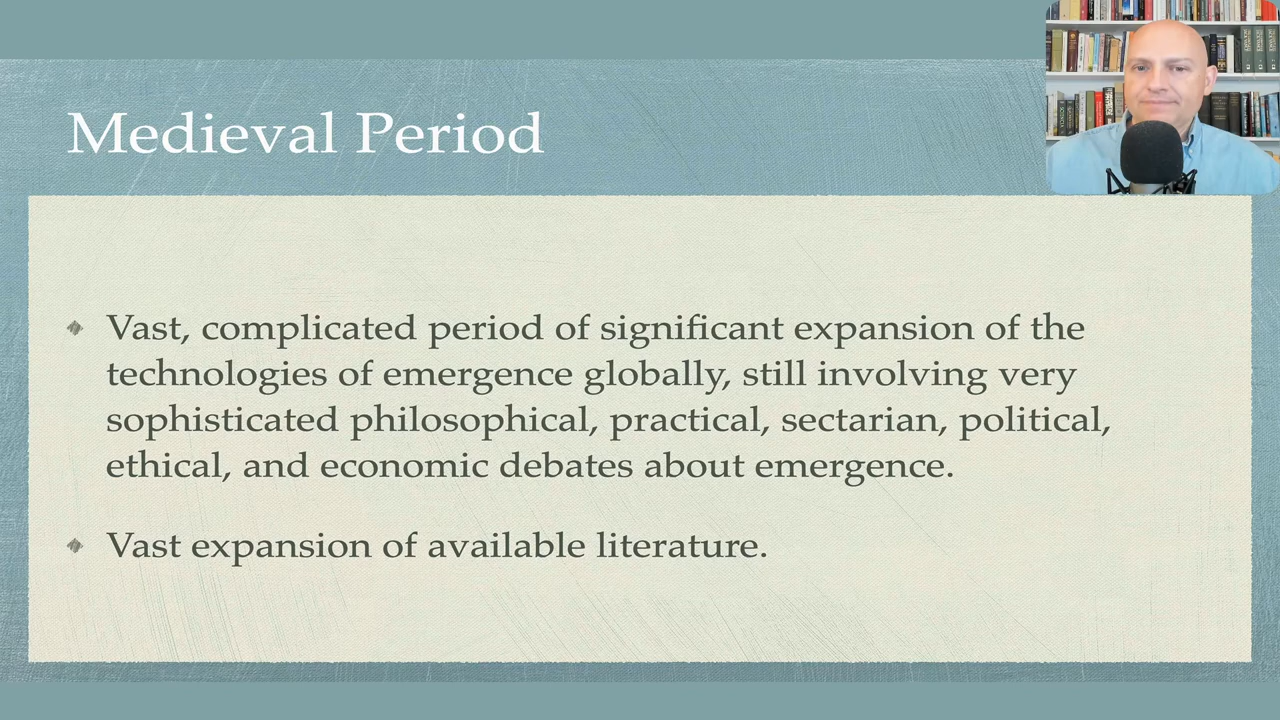 Medieval Period
Vast, complicated period of significant expansion of the
technologies of emergence globally, still involving very
sophisticated philosophical, practical, sectarian, political,
ethical, and economic debates about emergence.
Vast expansion of available literature.